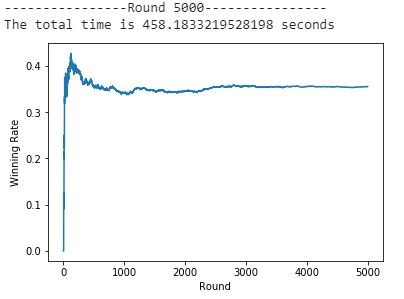 ----------------Round 5000----------------
The total time is 458.1833219528198 seconds
0.4
0.3
0.2
0.1
0.0
Winning Rate
0 1000 2000 3000 4000 5000
Round